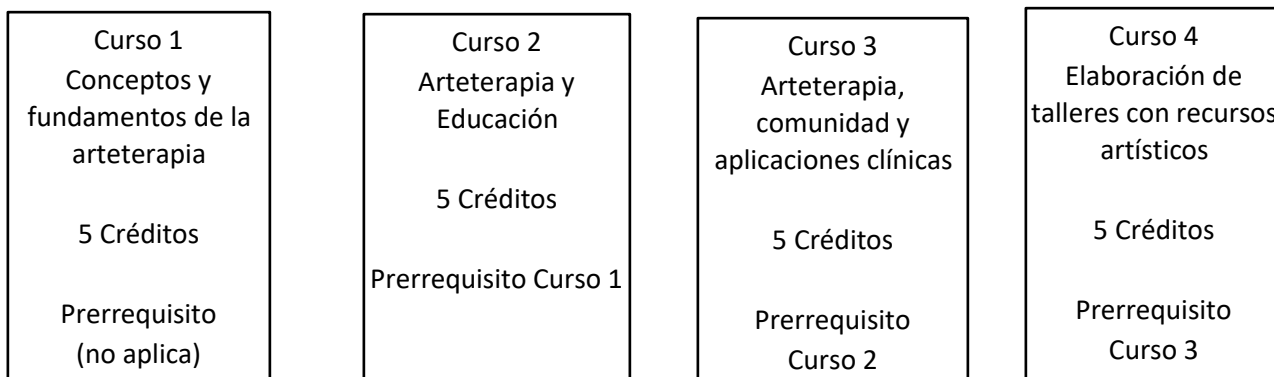 Curso 1
Conceptos y
fundamentos de la
arteterapia
5 Créditos
Prerrequisito
(no aplica)
Curso 2
Arteterapia y
Educación
5 Créditos
Prerrequisito Curso 1
Curso 3
Arteterapia,
comunidad y
aplicaciones clínicas
5 Créditos
Prerrequisito
Curso 2
Curso 4
Elaboración de
talleres con recursos
artísticos
5 Créditos
Prerrequisito
Curso 3